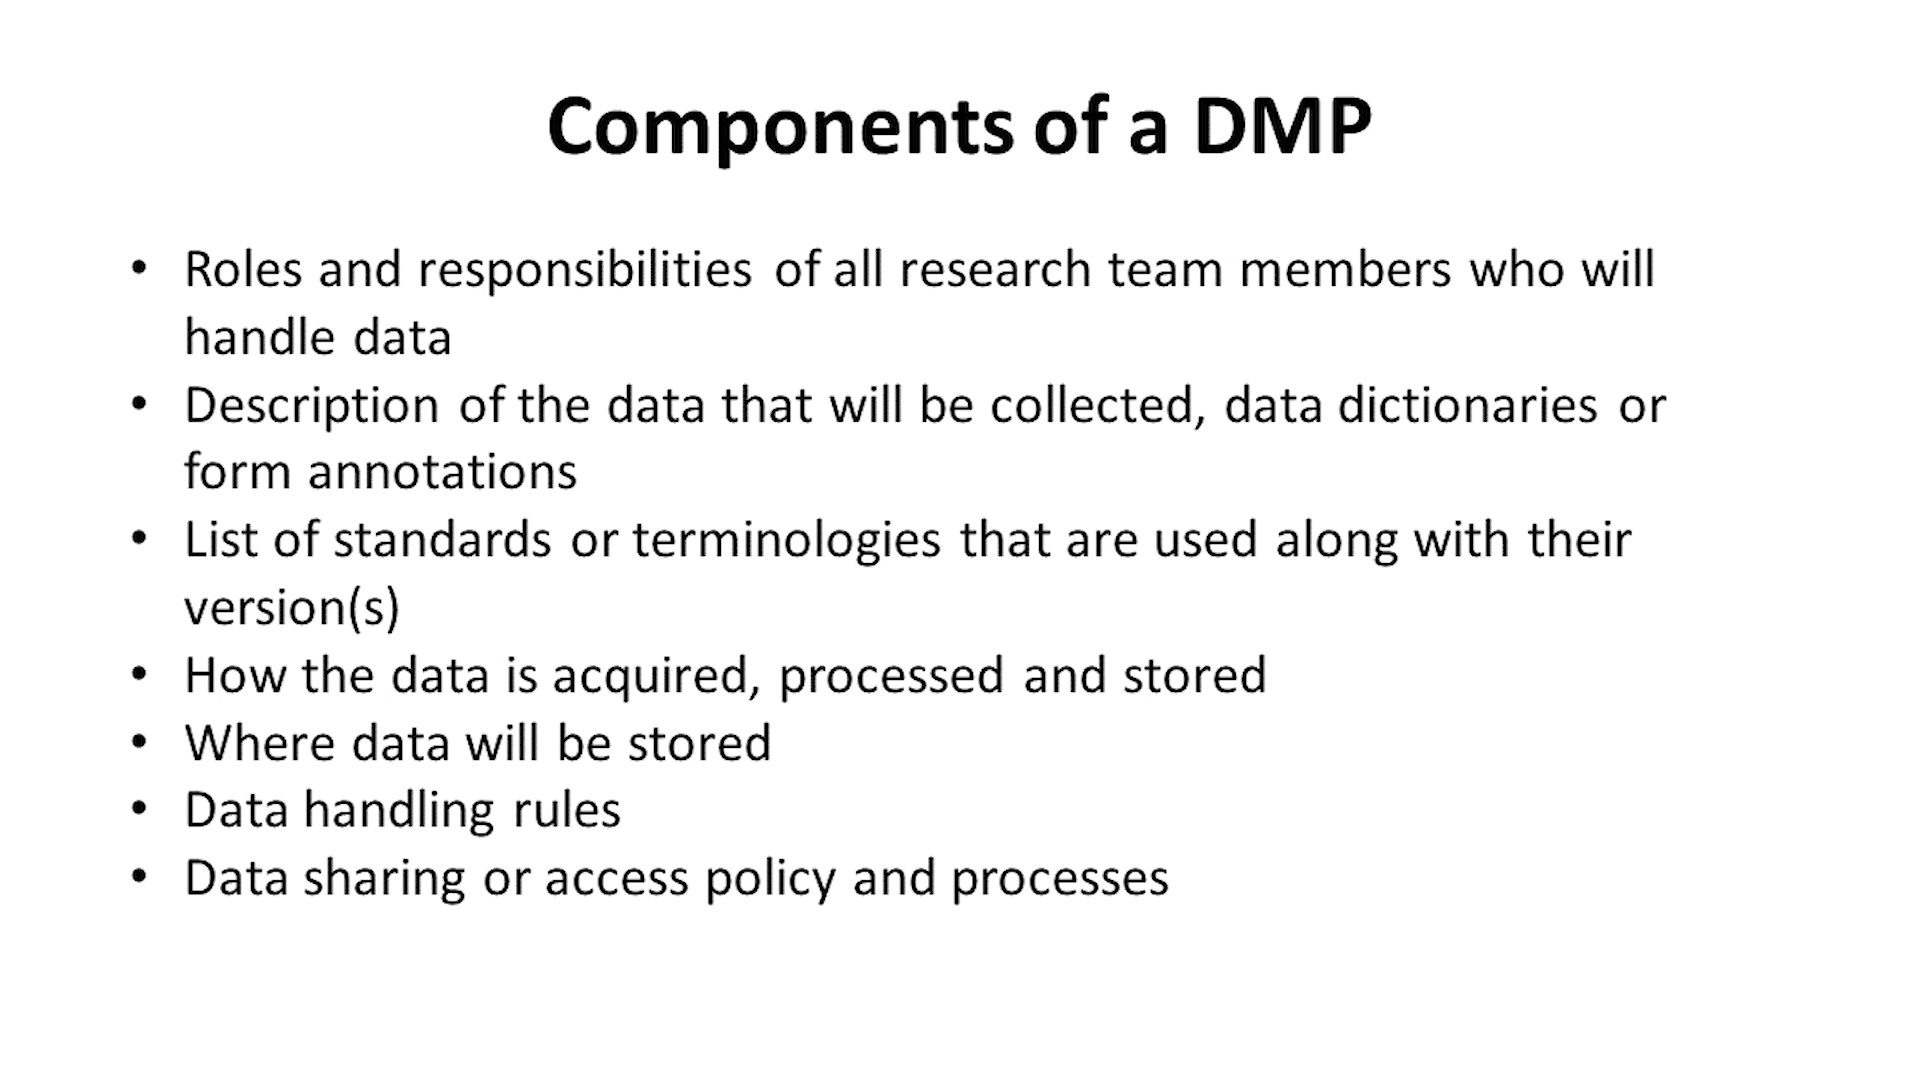 Components of a DMP
• Roles and responsibilities of all research team members who will
handle data
• Description of the data that will be collected, data dictionaries or
form annotations
• List of standards or terminologies that are used along with their
version(s)
• How the data is acquired, processed and stored
• Where data will be stored
• Data handling rules
• Data sharing or access policy and processes